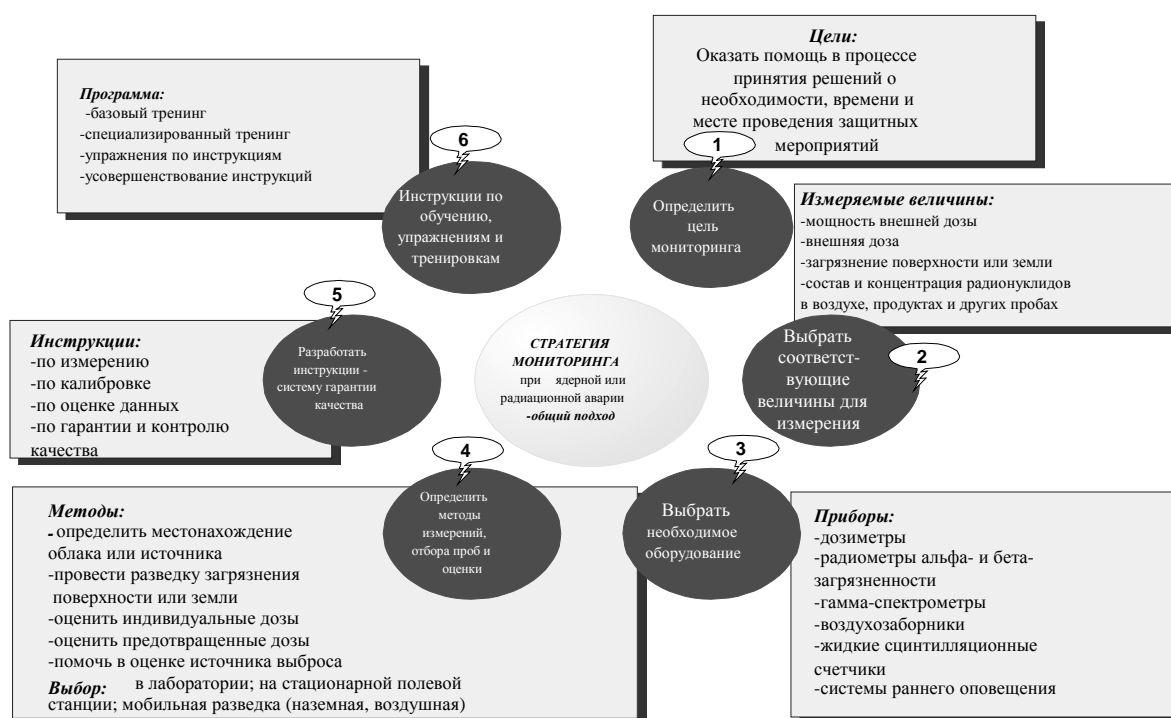 Цели:
Оказать помощь в процессе
принятия решений о
необходимости, времени и
месте проведения защитных
мероприятий
1
Определить
цель
мониторинга
Измеряемые величины:
-мощность внешней дозы
-внешняя доза
-загрязнение поверхности или земли
-состав и концентрация радионуклидов
в воздухе, продуктах и других пробах
2
Выбрать
соответст-
вующие
величины для
измерения
3
Выбрать
необходимое
оборудование
Приборы:
-дозиметры
-радиометры альфа- и бета-
загрязненности
-гамма-спектрометры
-воздухозаборники
-жидкие сцинтилляционные
счетчики
-системы раннего оповещения
4
Определить
методы
измерений,
отбора проб и
оценки
Методы:
-определить местонахождение
облака или источника
-провести разведку загрязнения
поверхности или земли
-оценить индивидуальные дозы
-оценить предотвращенные дозы
-помочь в оценке источника выброса
Выбор: в лаборатории; на стационарной полевой
станции; мобильная разведка (наземная, воздушная)
5
Разработать
инструкции -
систему гарантии
качества
Инструкции:
-по измерению
-по калибровке
-по оценке данных
-по гарантии и контролю
качества
6
Инструкции по
обучению,
упражнениям и
тренировкам
Программа:
-базовый тренинг
-специализированный тренинг
-упражнения по инструкциям
-усовершенствование инструкций
СТРАТЕГИЯ
МОНИТОРИНГА
при ядерной или
радиационной аварии
-общий подход